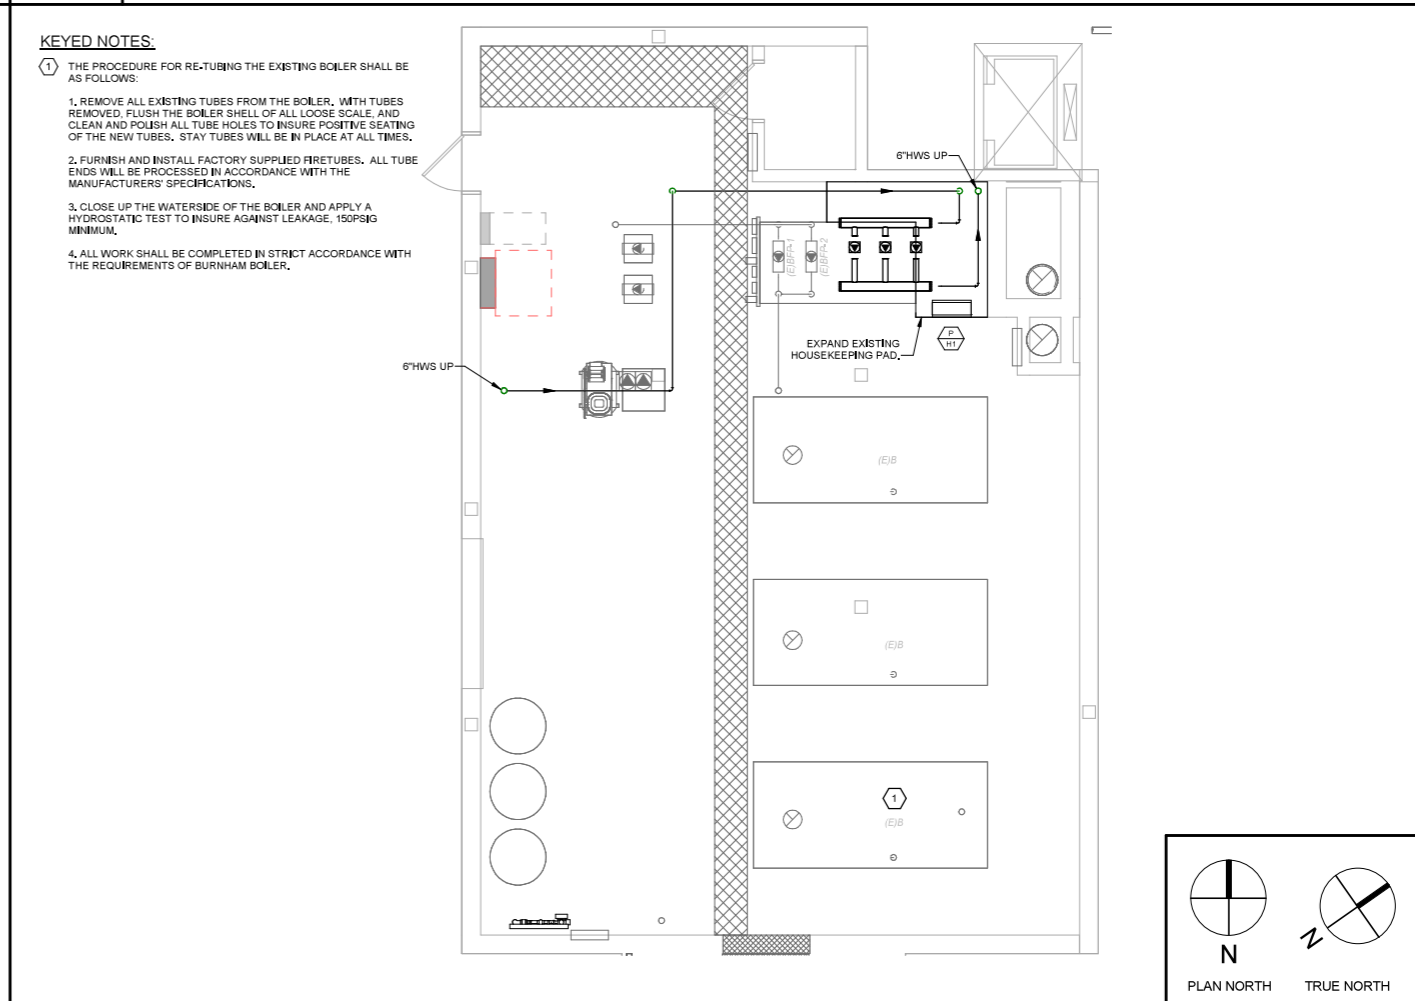 KEYED NOTES:
1 THE PROCEDURE FOR RE-TUBING THE EXISTING BOILER SHALL BE
AS FOLLOWS:
1. REMOVE ALL EXISTING TUBES FROM THE BOILER. WITH TUBES
REMOVED, FLUSH THE BOILER SHELL OF ALL LOOSE SCALE, AND
CLEAN AND POLISH ALL TUBE HOLES TO INSURE POSITIVE SEATING
OF THE NEW TUBES. STAY TUBES WILL BE IN PLACE AT ALL TIMES.
2. FURNISH AND INSTALL FACTORY SUPPLIED FIRETUBES. ALL TUBE
ENDS WILL BE PROCESSED IN ACCORDANCE WITH THE
MANUFACTURERS' SPECIFICATIONS.
3. CLOSE UP THE WATERSIDE OF THE BOILER AND APPLY A
HYDROSTATIC TEST TO INSURE AGAINST LEAKAGE, 150PSIG
MINIMUM.
4. ALL WORK SHALL BE COMPLETED IN STRICT ACCORDANCE WITH
THE REQUIREMENTS OF BURNHAM BOILER.
6"HWS UP
(E)BFP-1
(E)BFP-2
EXPAND EXISTING
HOUSEKEEPING PAD.
P
H1
6"HWS UP
(E)B
(E)B
1
(E)B
N
N
PLAN NORTH
TRUE NORTH